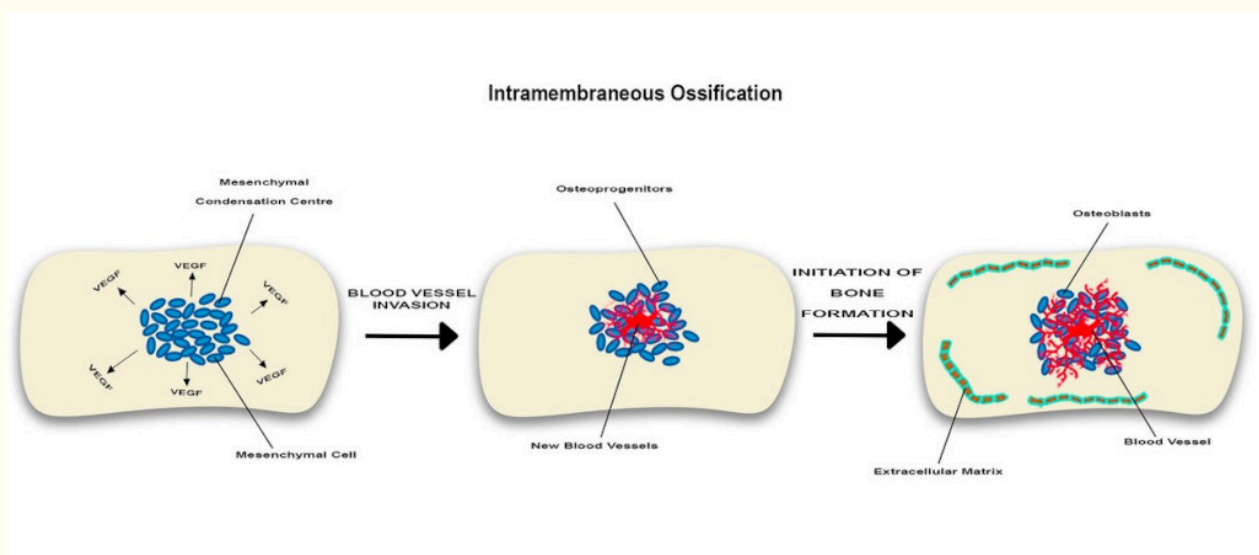 Intramembraneous Ossification
Mesenchymal
Condensation Centre
VEGF
VEGF
VEGF
VEGF
VEGF
VEGF
Mesenchymal Cell
BLOOD VESSEL
INVASION
Osteoprogenitors
New Blood Vessels
INITIATION OF
BONE
FORMATION
Osteoblasts
Blood Vessel
Extracellular Matrix